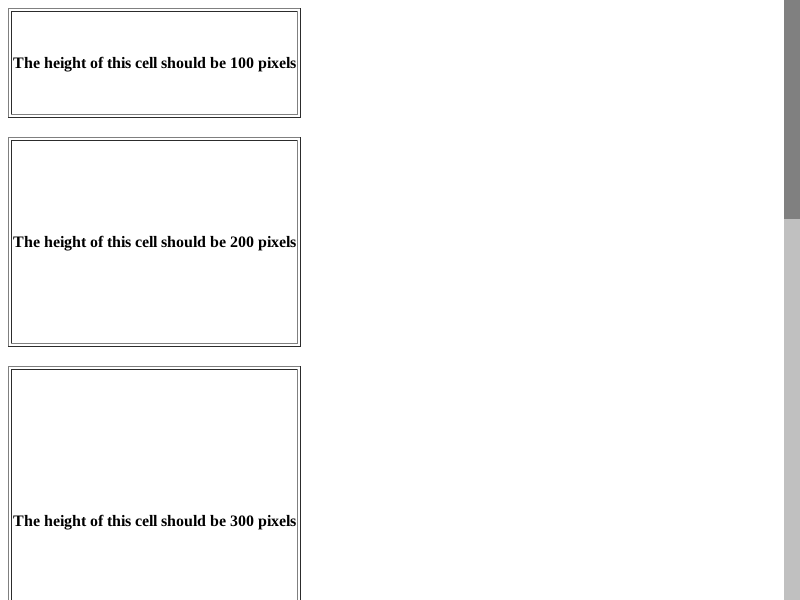 The height of this cell should be 100 pixels
The height of this cell should be 200 pixels
The height of this cell should be 300 pixels